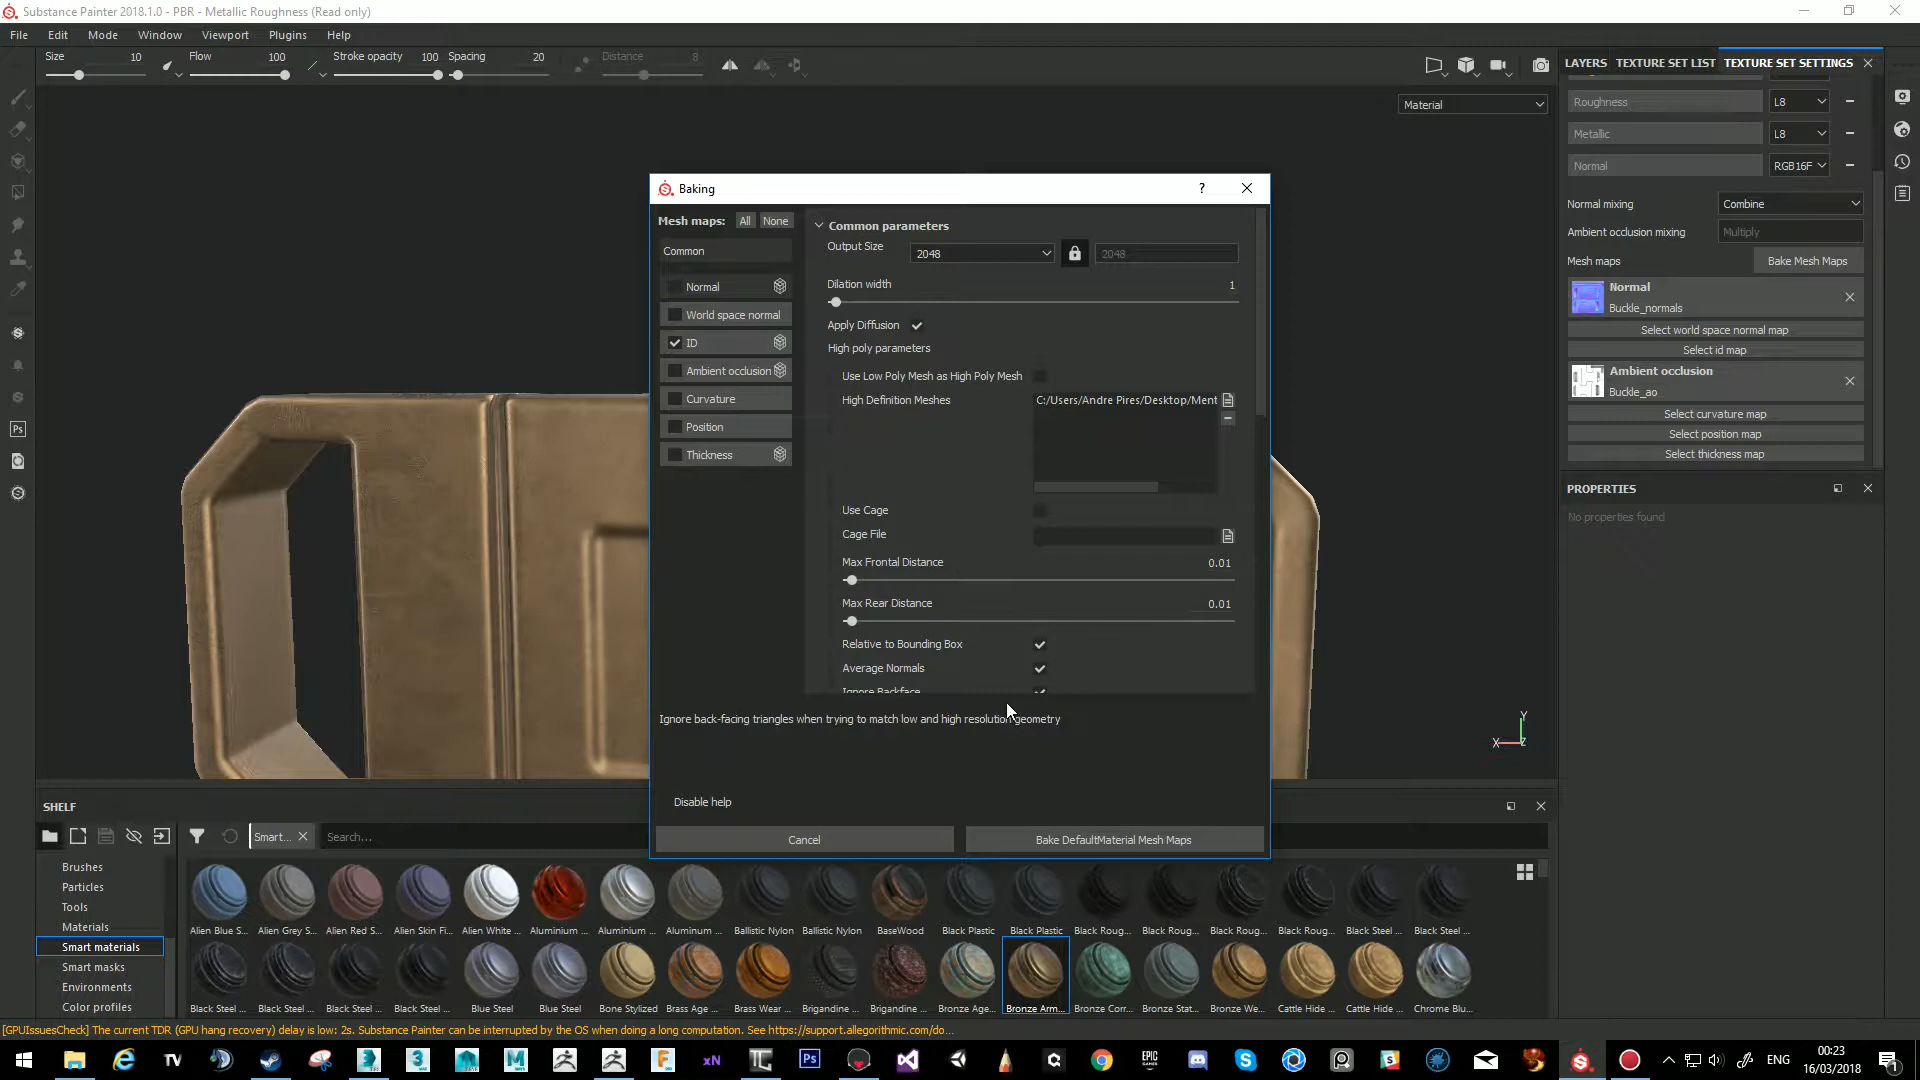 Substance Painter 2018.1.0 - PBR - Metallic Roughness (Read only)
File Edit Mode Window Viewport Plugins Help
Size 10 Flow 100 Stroke opacity 100 Spacing 20 Distance 8
LAYERS TEXTURE SET LIST TEXTURE SET SETTINGS
Material
Roughness L8
Metallic L8
Normal RGB16F
Normal mixing Combine
Ambient occlusion mixing Multiply
Mesh maps Bake Mesh Maps
Normal
Buckle_normals
Select world space normal map
Select id map
Ambient occlusion
Buckle_ao
Select curvature map
Select position map
Select thickness map
PROPERTIES
No properties found
Baking ?
Mesh maps: All None
Common
Normal
World space normal
ID
Ambient occlusion
Curvature
Position
Thickness
Common parameters
Output Size 2048 2048
Dilation width 1
Apply Diffusion
High poly parameters
Use Low Poly Mesh as High Poly Mesh
High Definition Meshes C:/Users/Andre Pires/Desktop/Ment
Use Cage
Cage File
Max Frontal Distance 0.01
Max Rear Distance 0.01
Relative to Bounding Box
Average Normals
Ignore Backface
Ignore back-facing triangles when trying to match low and high resolution geometry
Disable help
Cancel Bake DefaultMaterial Mesh Maps
X Y Z
SHELF
Smart... Search...
Brushes
Particles
Tools
Materials
Smart materials
Smart masks
Environments
Color profiles
Alien Blue S... Alien Grey S... Alien Red S... Alien Skin Fi... Alien White ... Aluminium ... Aluminium ... Aluminum ... Ballistic Nylon Ballistic Nylon BaseWood Black Plastic Black Plastic Black Roug... Black Roug... Black Roug... Black Roug... Black Steel ... Black Steel ...
Black Steel ... Black Steel ... Black Steel ... Black Steel ... Blue Steel Blue Steel Bone Stylized Brass Age ... Brass Wear ... Brigandine ... Brigandine ... Bronze Age... Bronze Arm... Bronze Corr... Bronze Stat... Bronze We... Cattle Hide ... Cattle Hide ... Chrome Blu...
[GPUIssuesCheck] The current TDR (GPU hang recovery) delay is low: 2s. Substance Painter can be interrupted by the OS when doing a long computation. See https://support.allegorithmic.com/do...
ENG
00:23
16/03/2018